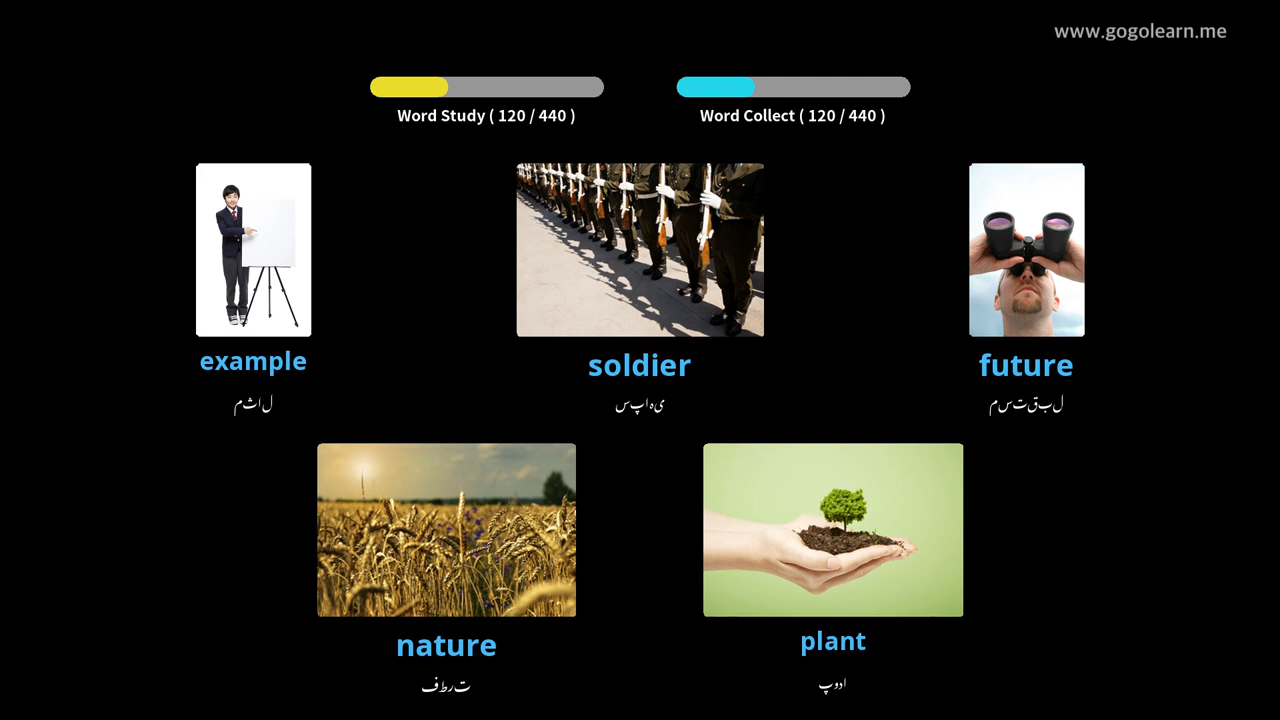 www.gogolearn.me
Word Study ( 120 / 440 )
Word Collect ( 120 / 440 )
example
soldier
future
مثال
سپاہی
مستقبل
nature
plant
فطرت
پودا